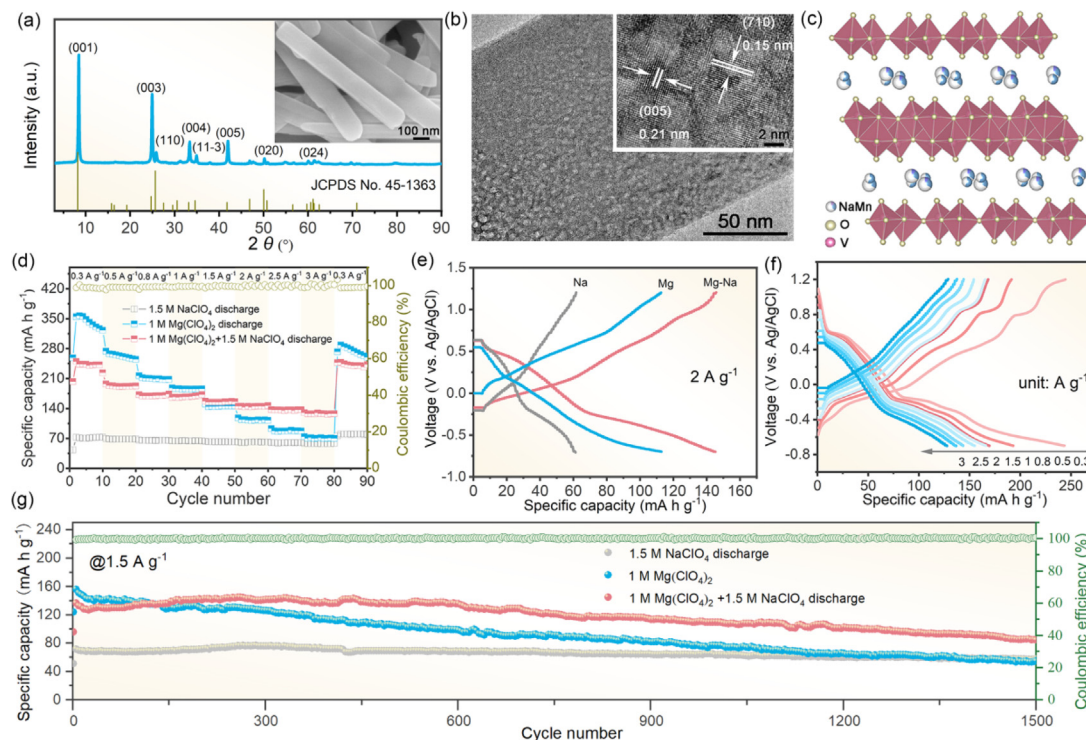 (a)
(001)
(003)
(110)
(004)
(11-3)
(005)
(020)
(024)
100 nm
JCPDS No. 45-1363
Intensity (a.u.)
0 10 20 30 40 50 60 70 80 90
2 θ (°)
(b)
(710)
0.15 nm
(005)
0.21 nm
2 nm
50 nm
(c)
NaMn
O
V
(d)
0.3 A g⁻¹ 0.5 A g⁻¹ 0.8 A g⁻¹ 1 A g⁻¹ 1.5 A g⁻¹ 2 A g⁻¹ 2.5 A g⁻¹ 3 A g⁻¹ 0.3 A g⁻¹
1.5 M NaClO₄ discharge
1 M Mg(ClO₄)₂ discharge
1 M Mg(ClO₄)₂+1.5 M NaClO₄ discharge
Specific capacity (mA h g⁻¹)
420
350
280
210
140
70
0
Coulombic efficiency (%)
100
80
60
40
20
0
0 10 20 30 40 50 60 70 80 90
Cycle number
(e)
Na Mg Mg-Na
2 A g⁻¹
Voltage (V vs. Ag/AgCl)
1.5
1.0
0.5
0.0
-0.5
-1.0
0 20 40 60 80 100 120 140 160
Specific capacity (mA h g⁻¹)
(f)
unit: A g⁻¹
3 2.5 2 1.5 1 0.8 0.5 0.3
Voltage (V vs. Ag/AgCl)
1.2
0.8
0.4
0.0
-0.4
-0.8
0 50 100 150 200 250
Specific capacity (mA h g⁻¹)
(g)
@1.5 A g⁻¹
1.5 M NaClO₄ discharge
1 M Mg(ClO₄)₂
1 M Mg(ClO₄)₂ +1.5 M NaClO₄ discharge
Specific capacity (mA h g⁻¹)
240
200
160
120
80
40
0
Coulombic efficiency (%)
100
80
60
40
20
0
0 300 600 900 1200 1500
Cycle number